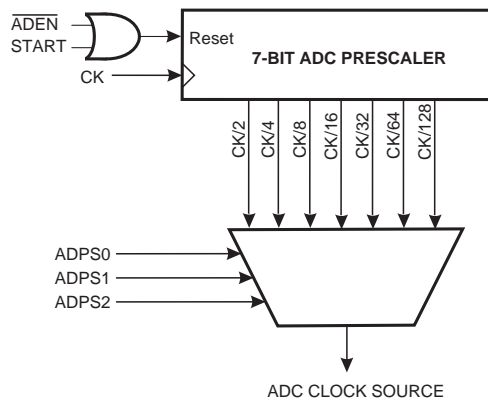 ADEN
START
Reset
CK
7-BIT ADC PRESCALER
CK/2
CK/4
CK/8
CK/16
CK/32
CK/64
CK/128
ADPS0
ADPS1
ADPS2
ADC CLOCK SOURCE